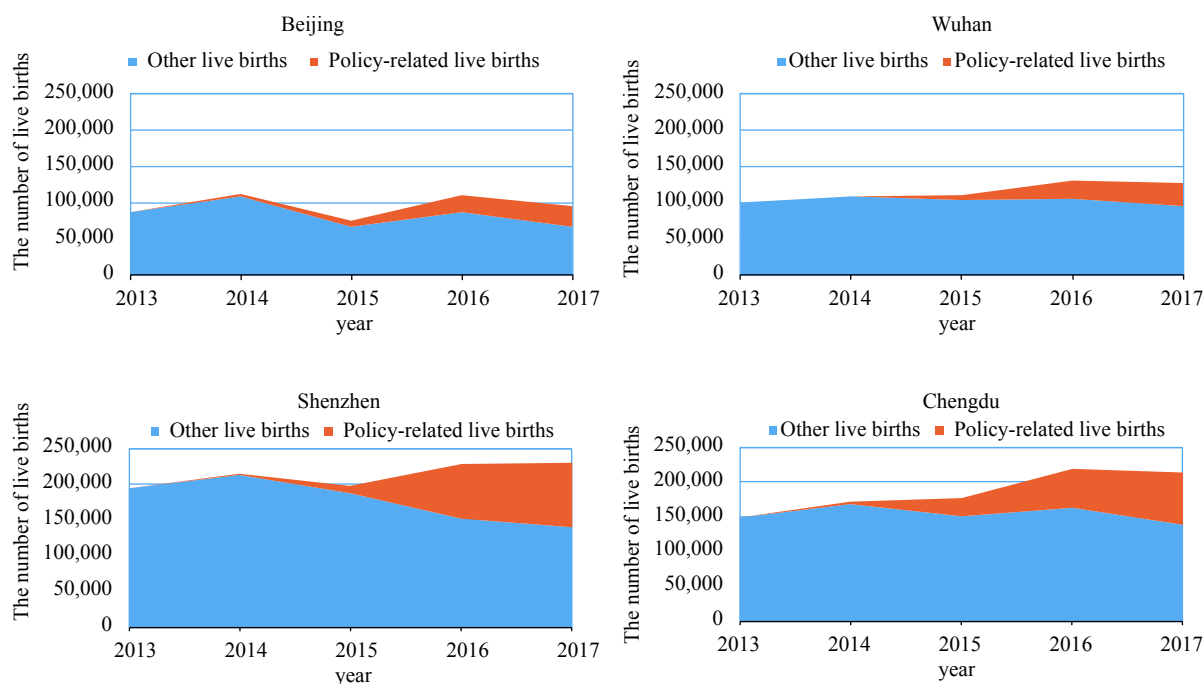 Beijing
Other live births Policy-related live births
The number of live births
250,000
200,000
150,000
100,000
50,000
0
2013 2014 2015 2016 2017
year
Wuhan
Other live births Policy-related live births
The number of live births
250,000
200,000
150,000
100,000
50,000
0
2013 2014 2015 2016 2017
year
Shenzhen
Other live births Policy-related live births
The number of live births
250,000
200,000
150,000
100,000
50,000
0
2013 2014 2015 2016 2017
year
Chengdu
Other live births Policy-related live births
The number of live births
250,000
200,000
150,000
100,000
50,000
0
2013 2014 2015 2016 2017
year